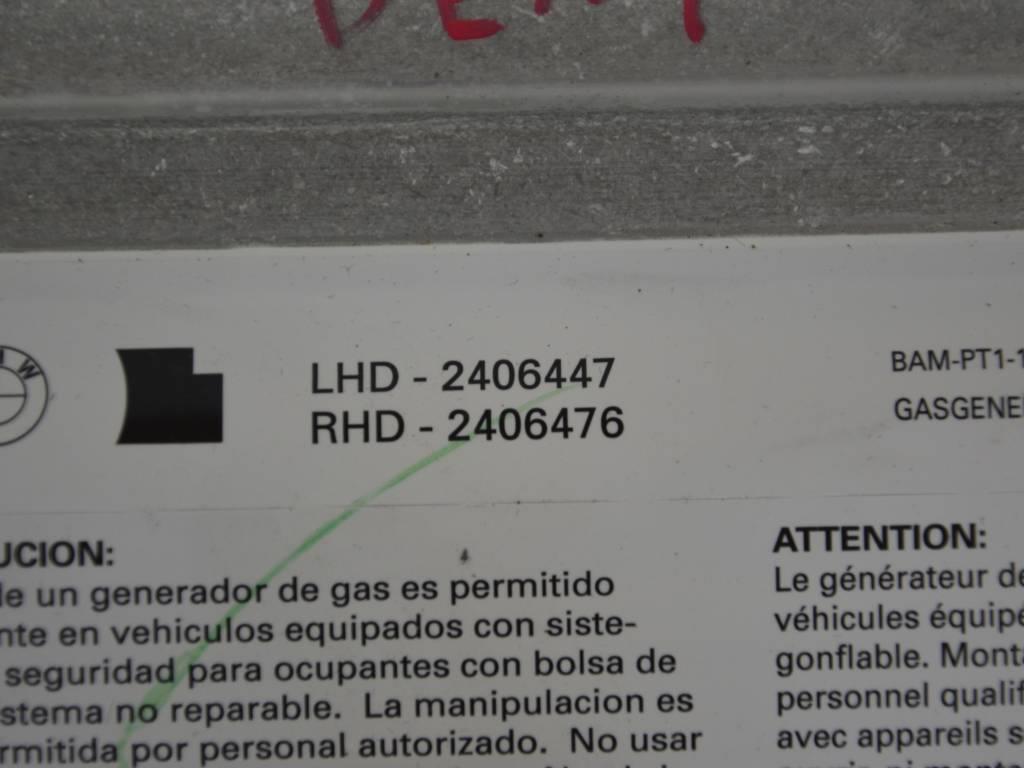 LHD - 2406447
RHD - 2406476
BAM-PT1-1
GASGENE
UCION:
de un generador de gas es permitido
nte en vehiculos equipados con siste-
seguridad para ocupantes con bolsa de
stema no reparable. La manipulacion es
rmitida por personal autorizado. No usar
ATTENTION:
Le générateur de
véhicules équipé
gonflable. Monta
personnel qualif
avec appareils s